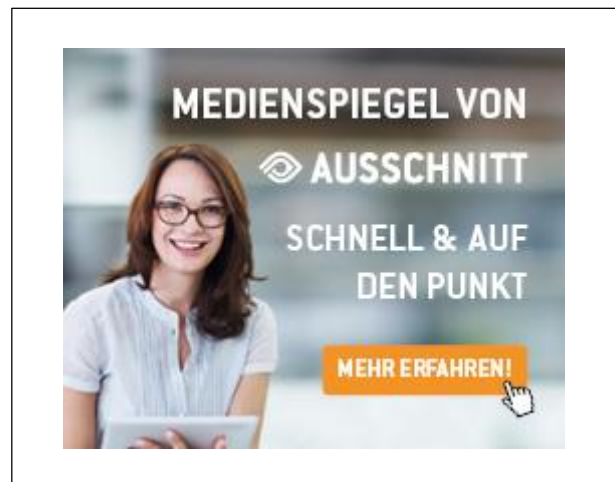 MEDIENSPIEGEL VON
AUSSCHNITT
SCHNELL & AUF
DEN PUNKT
MEHR ERFAHREN!